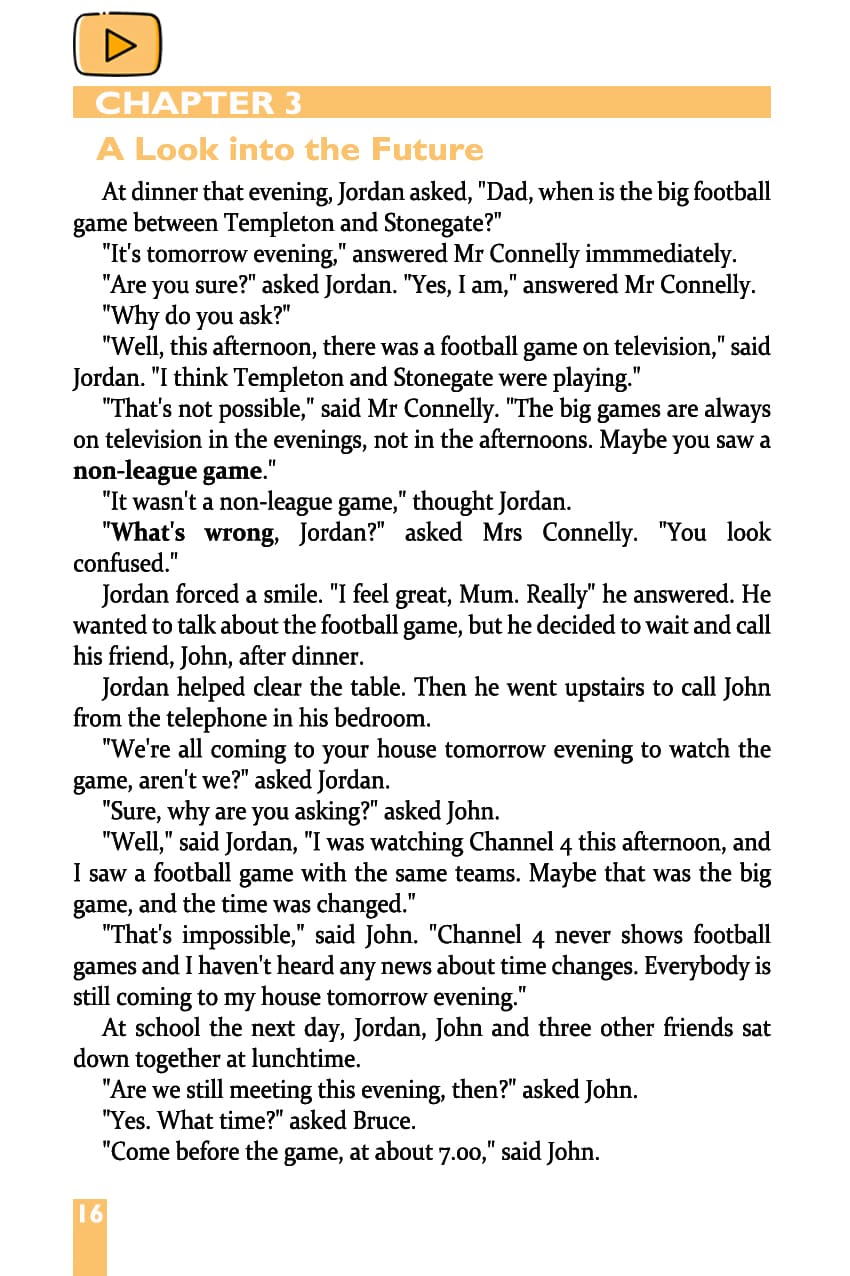 CHAPTER 3
A Look into the Future
At dinner that evening, Jordan asked, "Dad, when is the big football
game between Templeton and Stonegate?"
"It's tomorrow evening," answered Mr Connelly immmediately.
"Are you sure?" asked Jordan. "Yes, I am," answered Mr Connelly.
"Why do you ask?"
"Well, this afternoon, there was a football game on television," said
Jordan. "I think Templeton and Stonegate were playing."
"That's not possible," said Mr Connelly. "The big games are always
on television in the evenings, not in the afternoons. Maybe you saw a
non-league game."
"It wasn't a non-league game," thought Jordan.
"What's wrong, Jordan?" asked Mrs Connelly. "You look
confused."
Jordan forced a smile. "I feel great, Mum. Really" he answered. He
wanted to talk about the football game, but he decided to wait and call
his friend, John, after dinner.
Jordan helped clear the table. Then he went upstairs to call John
from the telephone in his bedroom.
"We're all coming to your house tomorrow evening to watch the
game, aren't we?" asked Jordan.
"Sure, why are you asking?" asked John.
"Well," said Jordan, "I was watching Channel 4 this afternoon, and
I saw a football game with the same teams. Maybe that was the big
game, and the time was changed."
"That's impossible," said John. "Channel 4 never shows football
games and I haven't heard any news about time changes. Everybody is
still coming to my house tomorrow evening."
At school the next day, Jordan, John and three other friends sat
down together at lunchtime.
"Are we still meeting this evening, then?" asked John.
"Yes. What time?" asked Bruce.
"Come before the game, at about 7.00," said John.
16